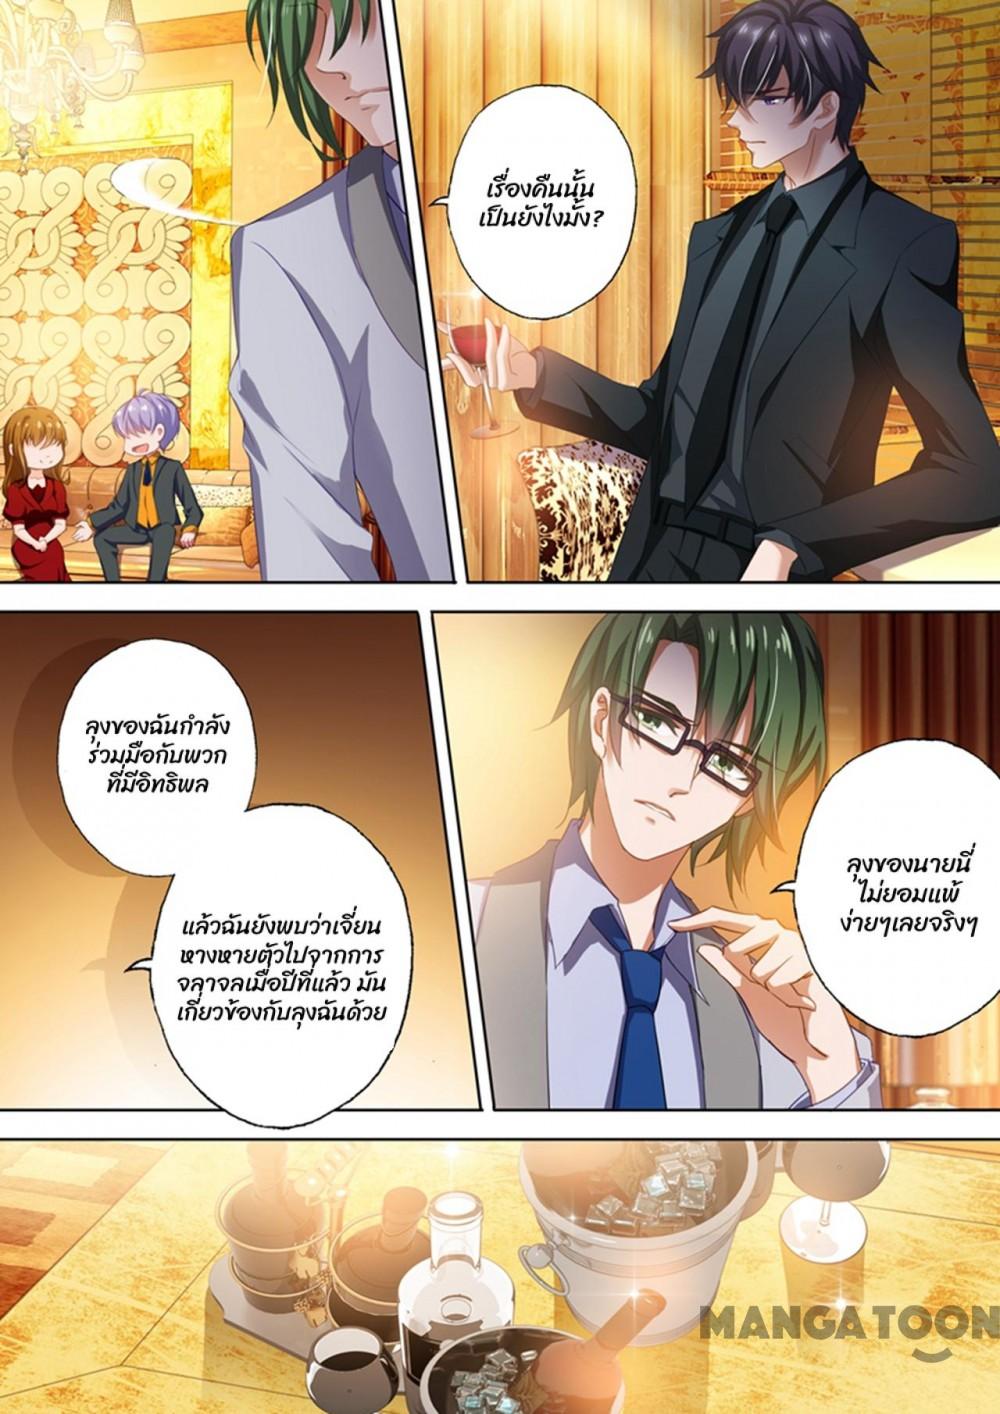 เรื่องคืนนั้น
เป็นยังไงมั้ง?
ลุงของฉันกำลัง
ร่วมมือกับพวก
ที่มีอิทธิพล
แล้วฉันยังพบว่าเจี่ยน
หางหายตัวไปจากการ
จลาจลเมื่อปีที่แล้ว มัน
เกี่ยวข้องกับลุงฉันด้วย
ลุงของนายนี่
ไม่ยอมแพ้
ง่ายๆเลยจริงๆ
MANGATOON